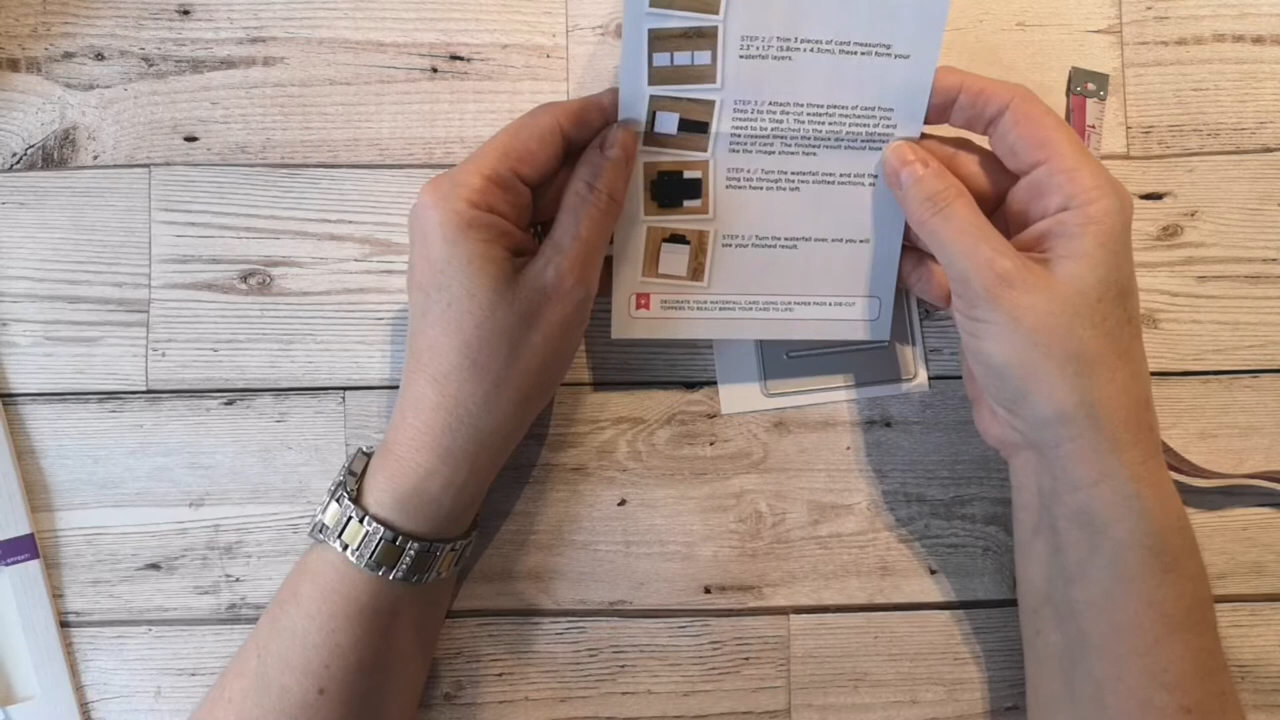 STEP 2 // Trim 3 pieces of card measuring:
2.3" x 1.7" (5.8cm x 4.3cm), these will form your
waterfall layers.
STEP 3 // Attach the three pieces of card from
Step 2 to the die-cut waterfall mechanism you
created in Step 1. The three white pieces of card
need to be attached to the small areas between
the creased lines on the black die-cut waterfall
piece of card. The finished result should look
like the image shown here.
STEP 4 // Turn the waterfall over, and slot the
long tab through the two slotted sections, as
shown here on the left.
STEP 5 // Turn the waterfall over, and you will
see your finished result.
DECORATE YOUR WATERFALL CARD USING OUR PAPER PADS & DIE-CUT
TOPPERS TO REALLY BRING YOUR CARD TO LIFE!